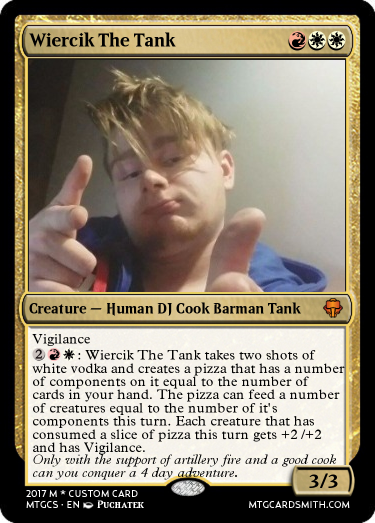 Wiercik The Tank
Creature — Human DJ Cook Barman Tank
Vigilance
2: Wiercik The Tank takes two shots of
white vodka and creates a pizza that has a number
of components on it equal to the number of
cards in your hand. The pizza can feed a number
of creatures equal to the number of it's
components this turn. Each creature that has
consumed a slice of pizza this turn gets +2 /+2
and has Vigilance.
Only with the support of artillery fire and a good cook
can you conquer a 4 day adventure.
3/3
2017 M * CUSTOM CARD
MTGCS · EN PUCHATEK
MTGCARDSMITH.COM